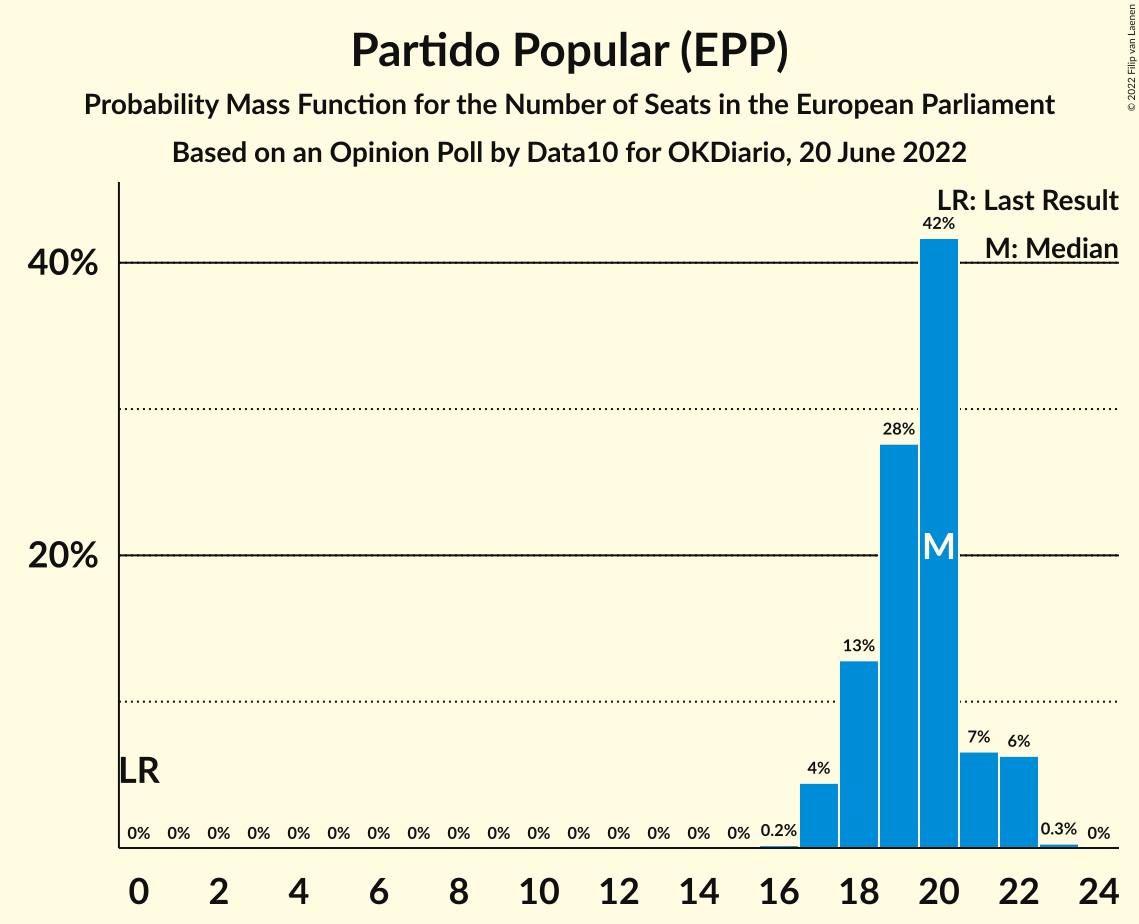 Partido Popular (EPP)
Probability Mass Function for the Number of Seats in the European Parliament
Based on an Opinion Poll by Data10 for OKDiario, 20 June 2022
© 2022 Filip van Laenen
LR: Last Result
M: Median
40%
20%
42%
28%
M
13%
7%
6%
4%
LR
0% 0% 0% 0% 0% 0% 0% 0% 0% 0% 0% 0% 0% 0% 0% 0% 0.2% 0.3% 0%
0 2 4 6 8 10 12 14 16 18 20 22 24